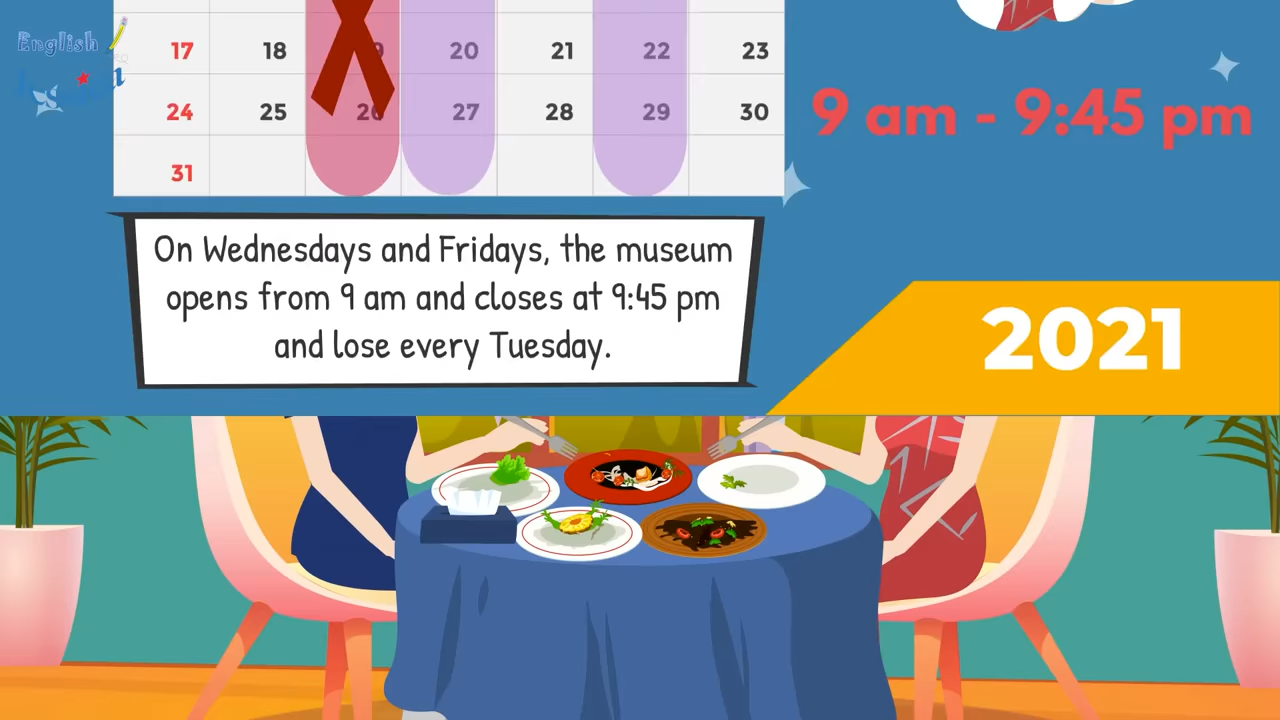 English
17 18 20 21 22 23
9 am - 9:45 pm
24 25 26 27 28 29 30
31
On Wednesdays and Fridays, the museum
opens from 9 am and closes at 9:45 pm
and lose every Tuesday.
2021